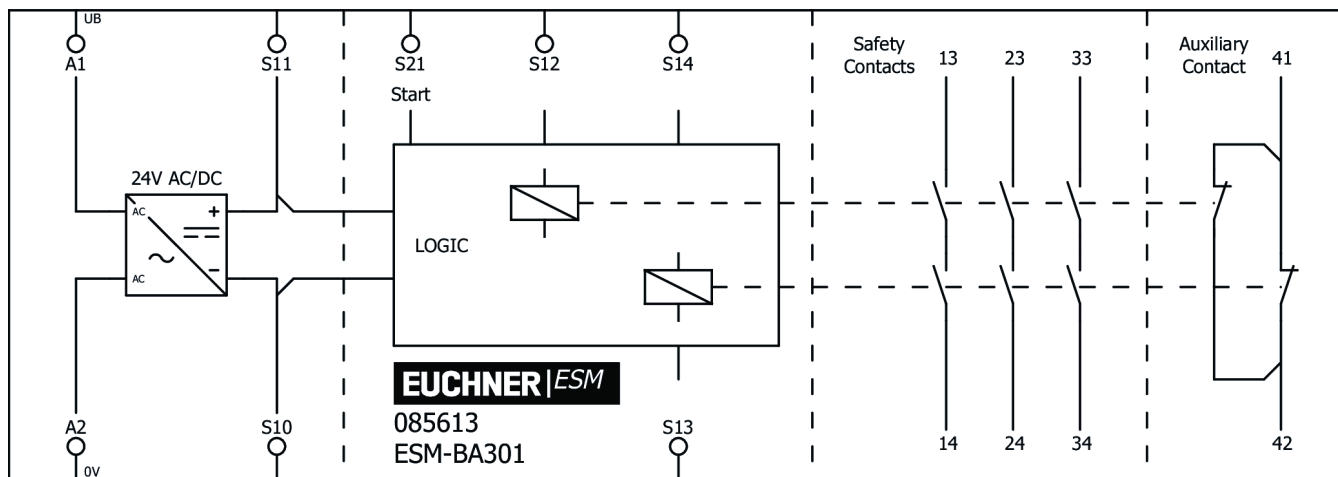 UB
A1
S11
S21
S12
S14
Start
Safety
Contacts
13
23
33
Auxiliary
Contact
41
24V AC/DC
AC
+
AC
-
LOGIC
EUCHNER|ESM
085613
ESM-BA301
A2
0V
S10
S13
14
24
34
42